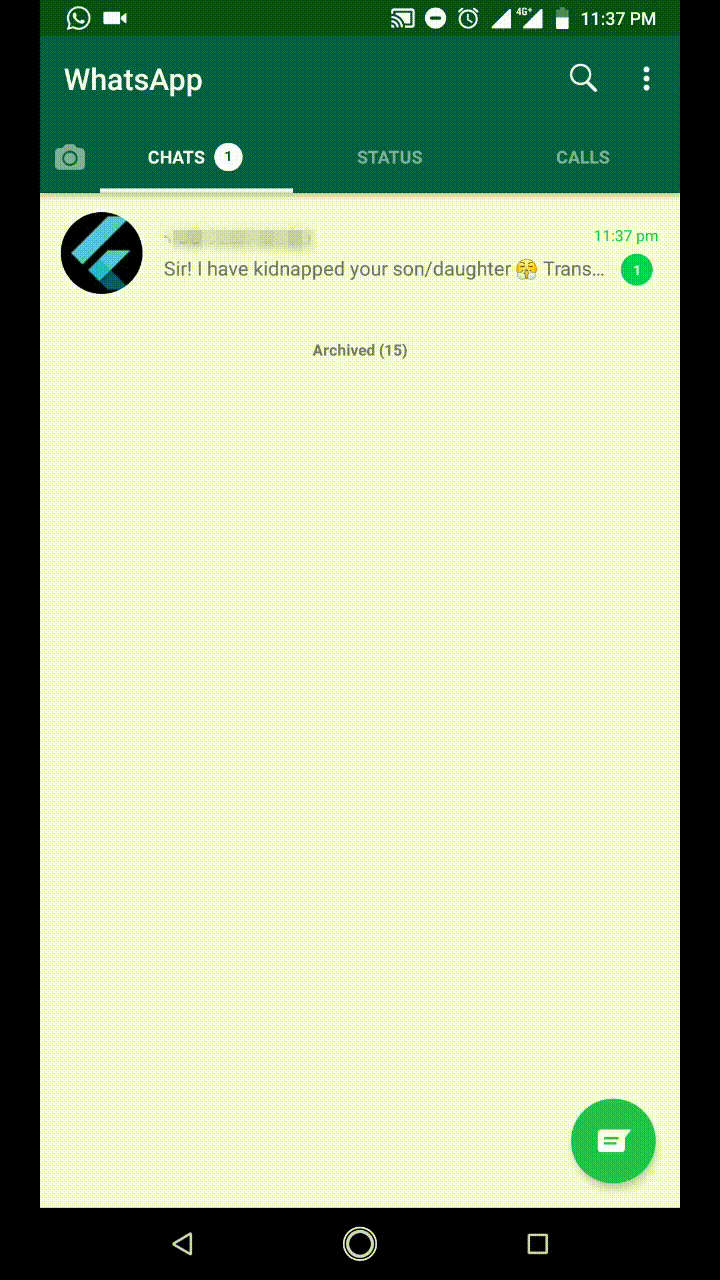 4G+ 11:37 PM
WhatsApp
CHATS 1 STATUS CALLS
11:37 pm
Sir! I have kidnapped your son/daughter 😤 Trans... 1
Archived (15)